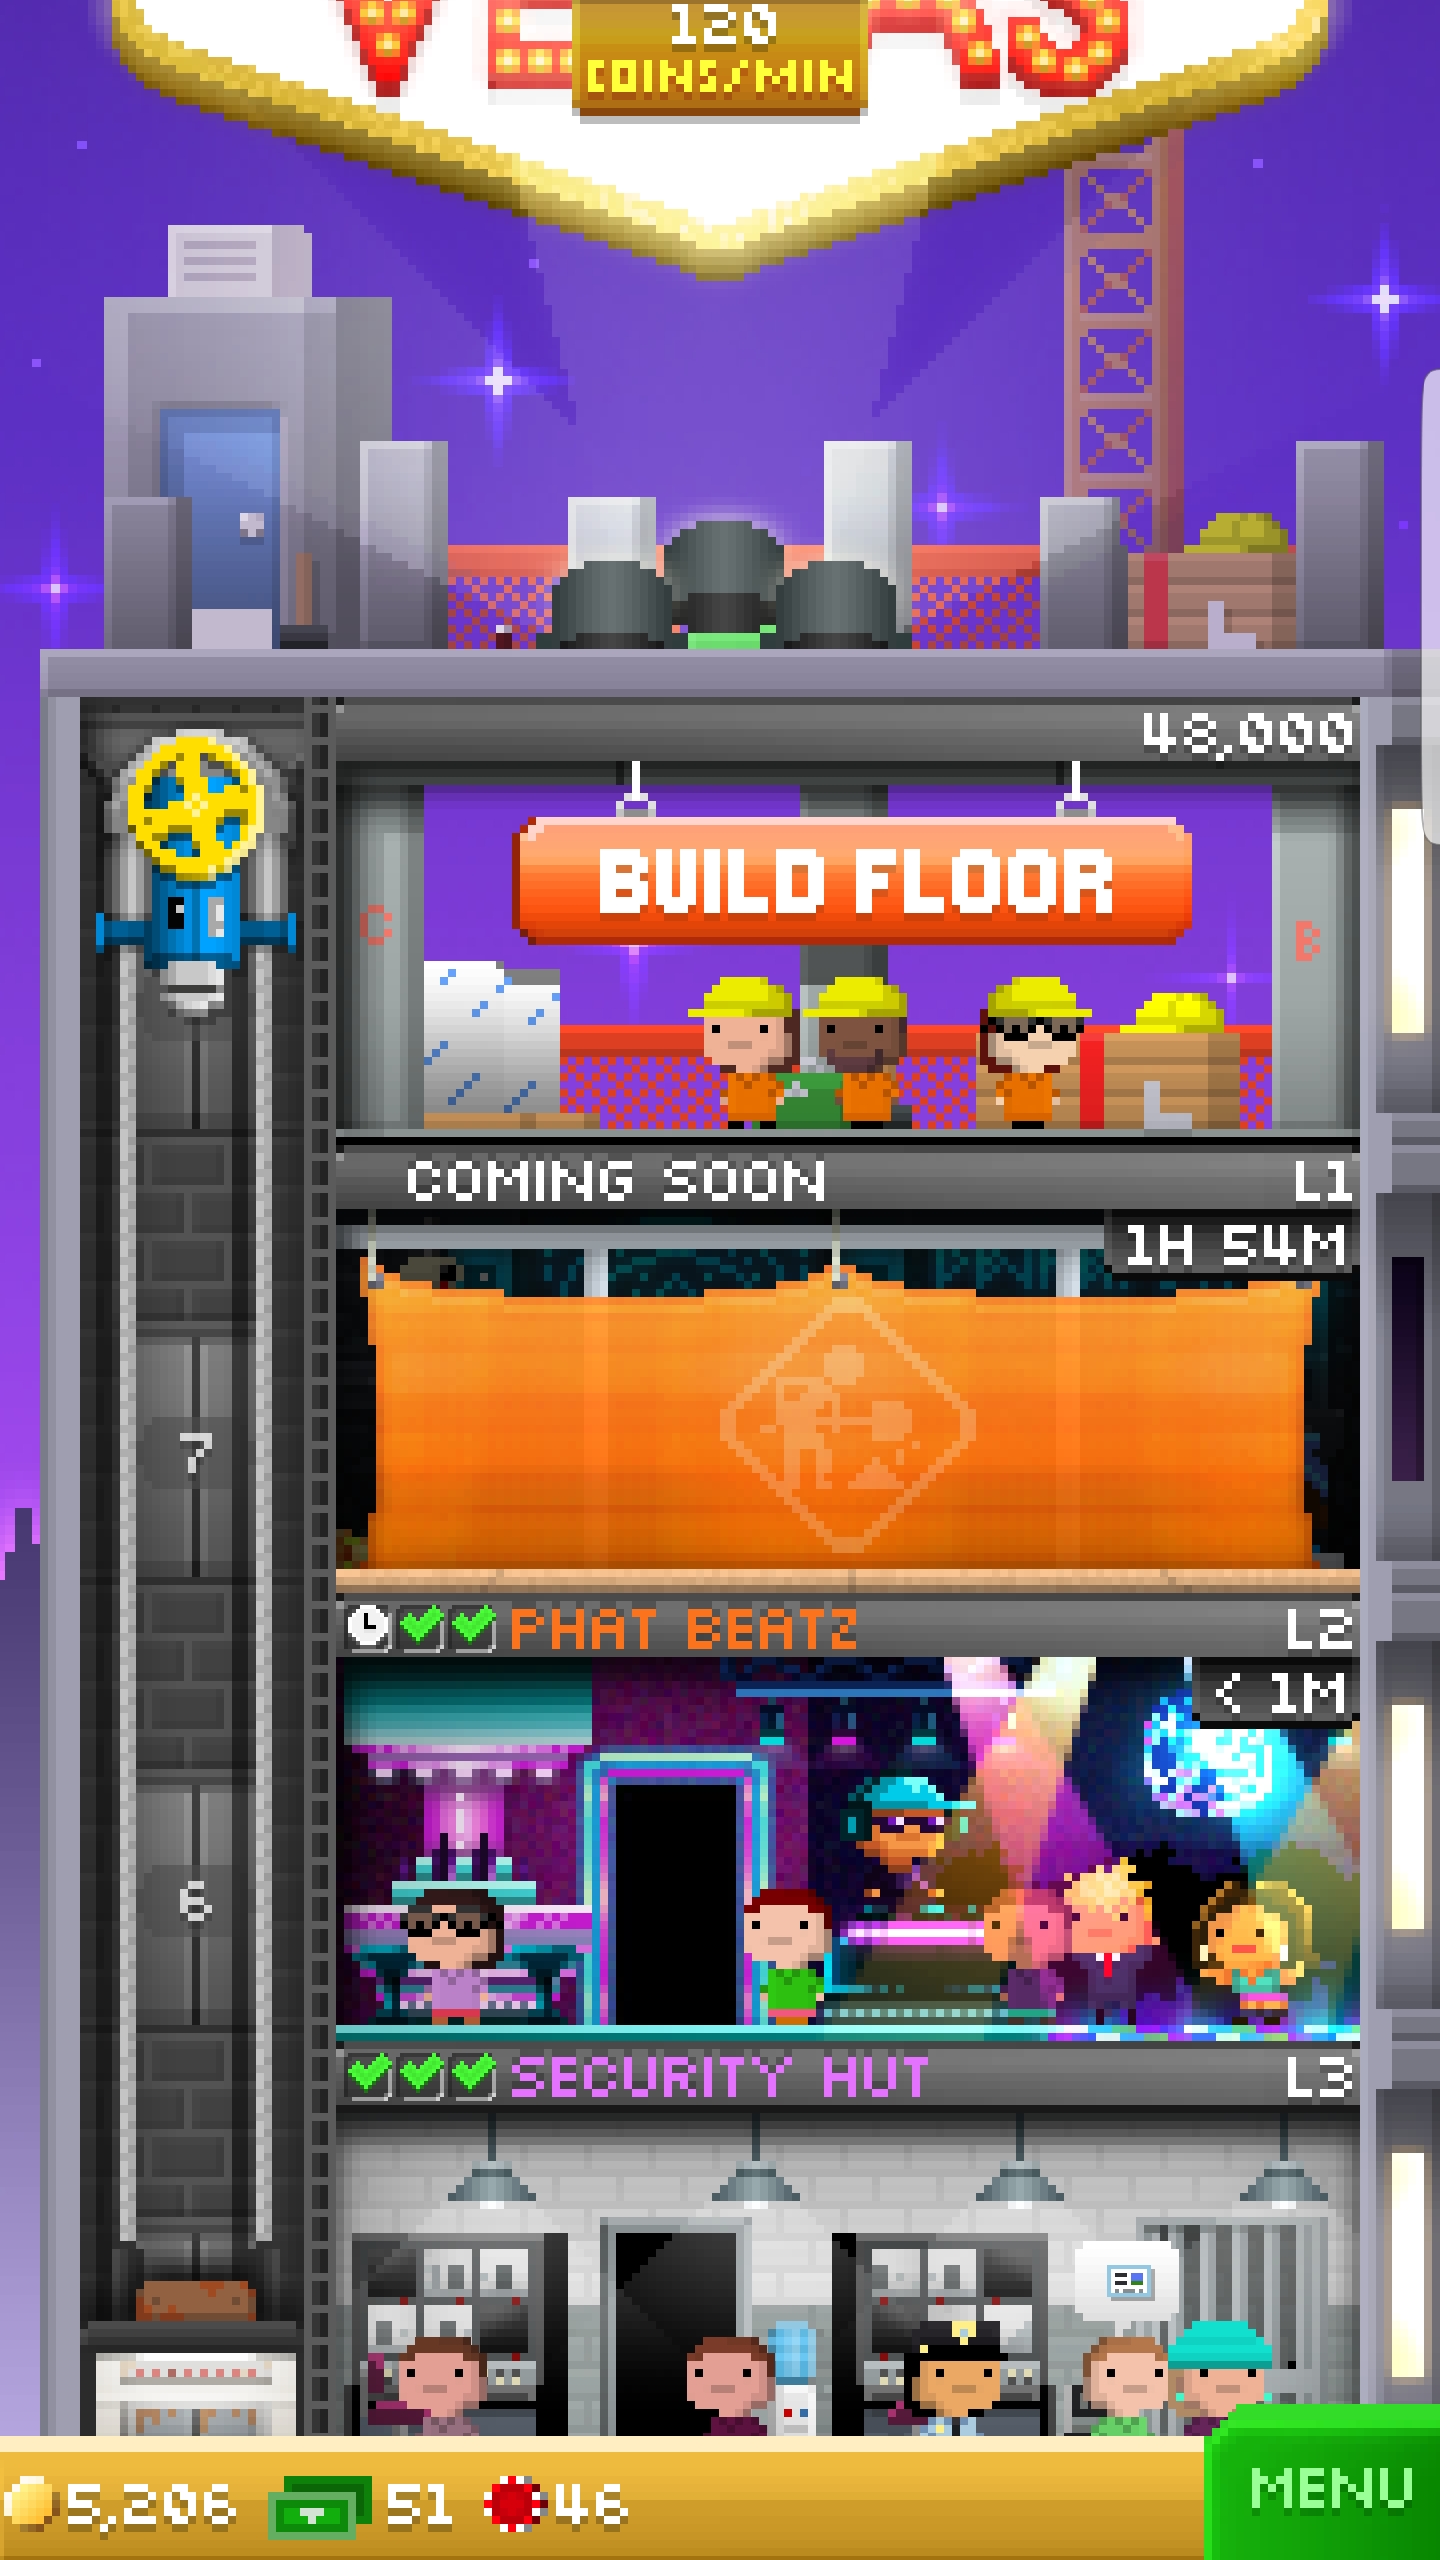 120
COINS/MIN
48,000
BUILD FLOOR
C
B
COMING SOON L1
1H 54M
7
PHAT BEATZ L2
< 1M
6
SECURITY HUT L3
5,206 51 46
MENU